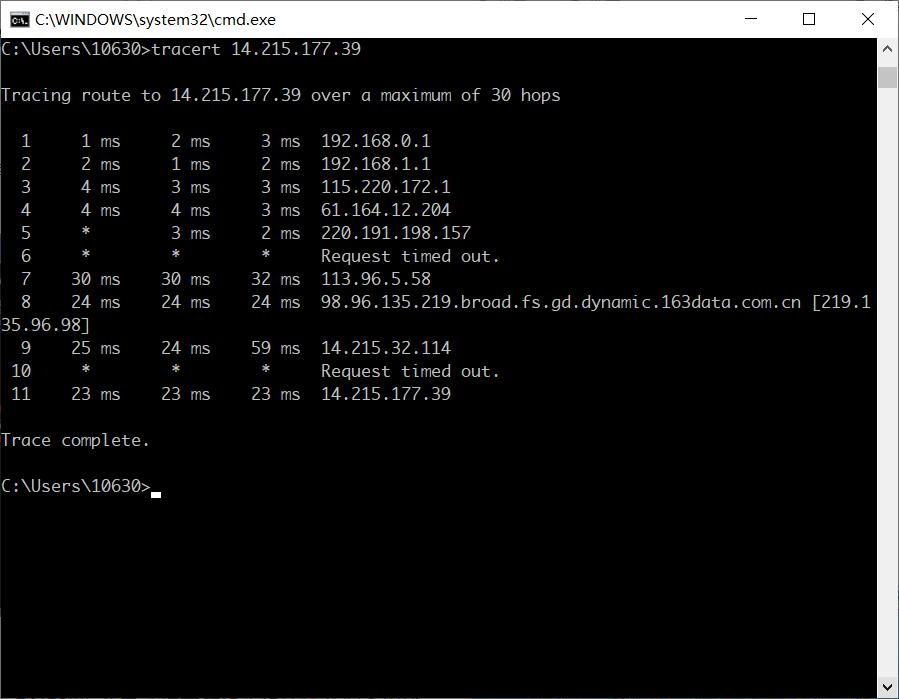 C:\WINDOWS\system32\cmd.exe
C:\Users\10630>tracert 14.215.177.39
Tracing route to 14.215.177.39 over a maximum of 30 hops
1 1 ms 2 ms 3 ms 192.168.0.1
2 2 ms 1 ms 2 ms 192.168.1.1
3 4 ms 3 ms 3 ms 115.220.172.1
4 4 ms 4 ms 3 ms 61.164.12.204
5 * 3 ms 2 ms 220.191.198.157
6 * * * Request timed out.
7 30 ms 30 ms 32 ms 113.96.5.58
8 24 ms 24 ms 24 ms 98.96.135.219.broad.fs.gd.dynamic.163data.com.cn [219.1
35.96.98]
9 25 ms 24 ms 59 ms 14.215.32.114
10 * * * Request timed out.
11 23 ms 23 ms 23 ms 14.215.177.39
Trace complete.
C:\Users\10630>